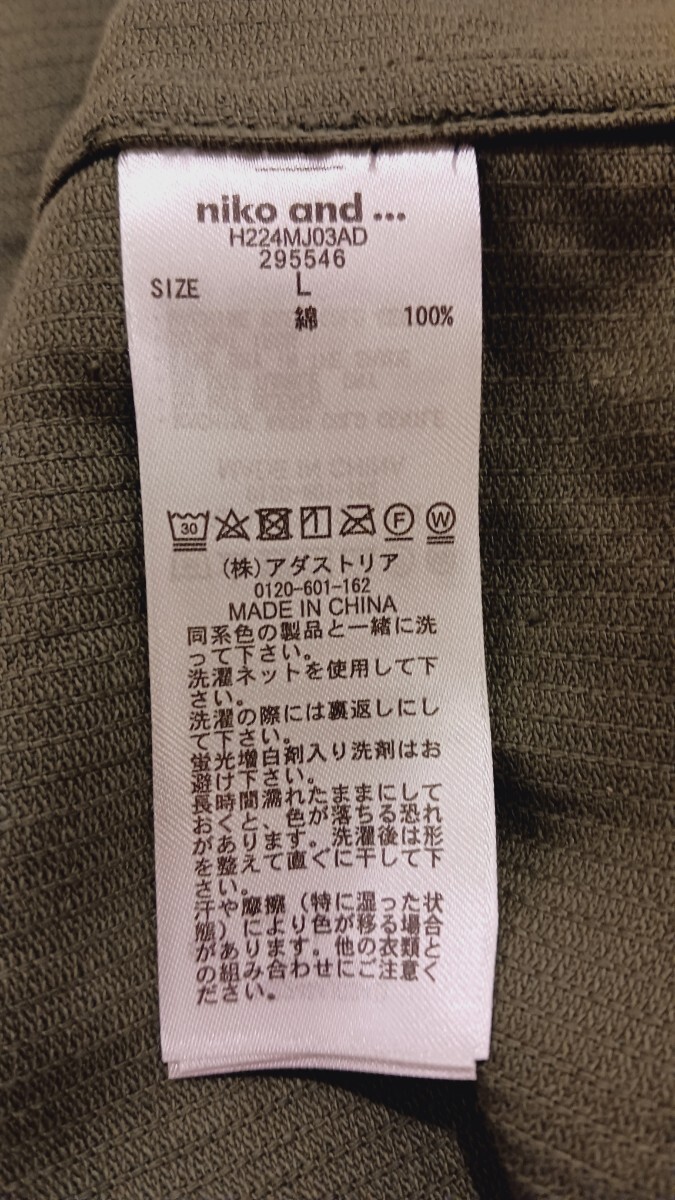 niko and ...
H224MJ03AD
295546
SIZE L
綿 100%
30 F W
(株)アダストリア
0120-601-162
MADE IN CHINA
同系色の製品と一緒に洗
って下さい。
洗濯ネットを使用して下
さい。
洗濯の際には裏返しにし
て下さい。
蛍光増白剤入り洗剤はお
避け下さい。
長時間濡れたままにして
おくと、色が落ちる恐れ
があります。洗濯後は形
を整えて直ぐに干して下
さい。
汗や摩擦（特に湿った状
態）により色が移る場合
があります。他の衣類と
の組み合わせにご注意く
ださい。